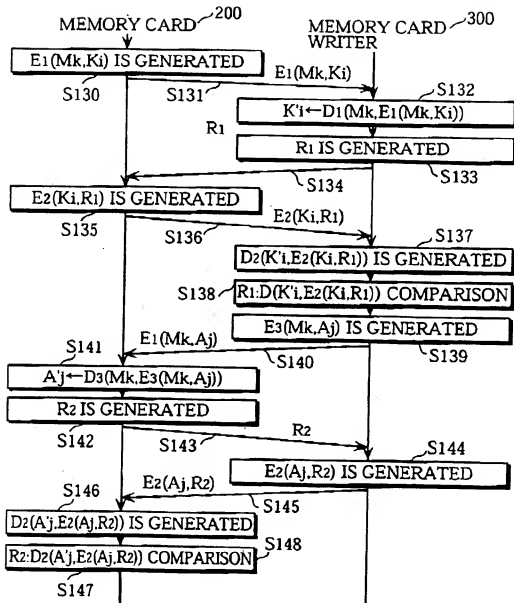 MEMORY CARD 200
MEMORY CARD WRITER 300
E1(Mk,Ki) IS GENERATED
S130
S131
E1(Mk,Ki)
S132
K'i←D1(Mk,E1(Mk,Ki))
R1
R1 IS GENERATED
S133
S134
E2(Ki,R1) IS GENERATED
S135
S136
E2(Ki,R1)
S137
D2(K'i,E2(Ki,R1)) IS GENERATED
S138
R1:D(K'i,E2(Ki,R1)) COMPARISON
E3(Mk,Aj) IS GENERATED
S139
E1(Mk,Aj)
S140
S141
A'j←D3(Mk,E3(Mk,Aj))
R2 IS GENERATED
S142
S143
R2
S144
E2(Aj,R2) IS GENERATED
E2(Aj,R2)
S145
S146
D2(A'j,E2(Aj,R2)) IS GENERATED
R2:D2(A'j,E2(Aj,R2)) COMPARISON
S148
S147